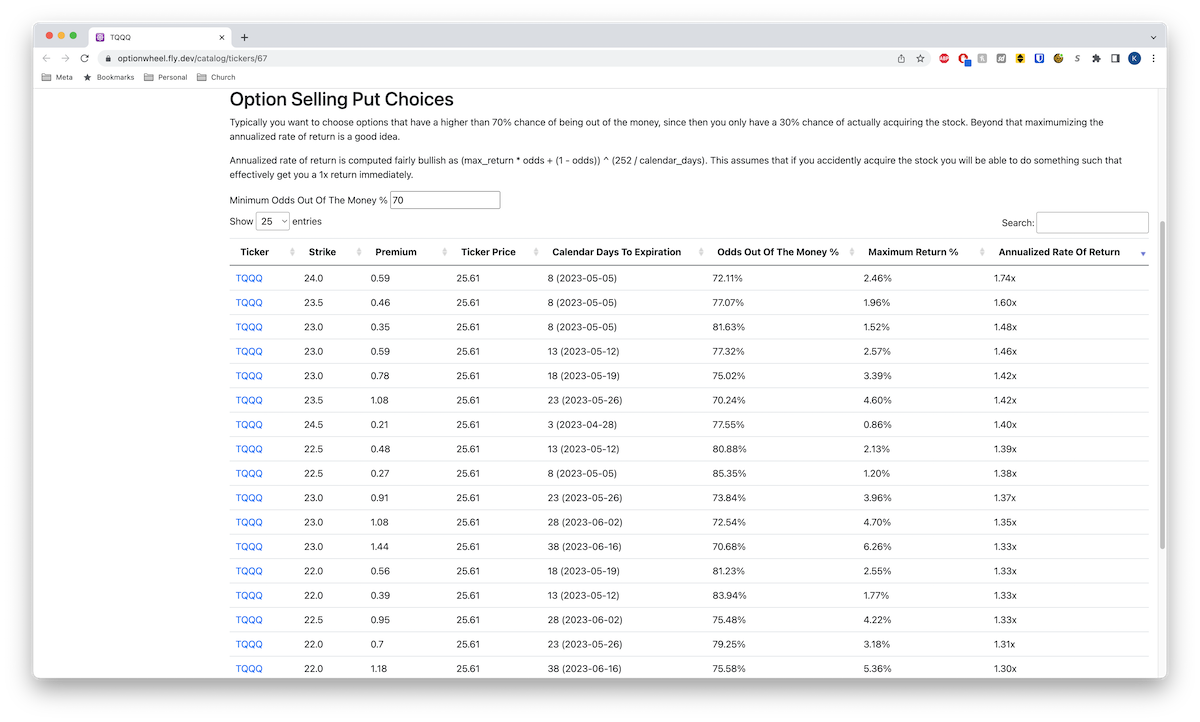 TQQQ
optionwheel.fly.dev/catalog/tickers/67
Meta Bookmarks Personal Church
Option Selling Put Choices
Typically you want to choose options that have a higher than 70% chance of being out of the money, since then you only have a 30% chance of actually acquiring the stock. Beyond that maximumizing the
annualized rate of return is a good idea.
Annualized rate of return is computed fairly bullish as (max_return * odds + (1 - odds)) ^ (252 / calendar_days). This assumes that if you accidently acquire the stock you will be able to do something such that
effectively get you a 1x return immediately.
Minimum Odds Out Of The Money % 70
Show 25 entries Search:
Ticker Strike Premium Ticker Price Calendar Days To Expiration Odds Out Of The Money % Maximum Return % Annualized Rate Of Return
TQQQ 24.0 0.59 25.61 8 (2023-05-05) 72.11% 2.46% 1.74x
TQQQ 23.5 0.46 25.61 8 (2023-05-05) 77.07% 1.96% 1.60x
TQQQ 23.0 0.35 25.61 8 (2023-05-05) 81.63% 1.52% 1.48x
TQQQ 23.0 0.59 25.61 13 (2023-05-12) 77.32% 2.57% 1.46x
TQQQ 23.0 0.78 25.61 18 (2023-05-19) 75.02% 3.39% 1.42x
TQQQ 23.5 1.08 25.61 23 (2023-05-26) 70.24% 4.60% 1.42x
TQQQ 24.5 0.21 25.61 3 (2023-04-28) 77.55% 0.86% 1.40x
TQQQ 22.5 0.48 25.61 13 (2023-05-12) 80.88% 2.13% 1.39x
TQQQ 22.5 0.27 25.61 8 (2023-05-05) 85.35% 1.20% 1.38x
TQQQ 23.0 0.91 25.61 23 (2023-05-26) 73.84% 3.96% 1.37x
TQQQ 23.0 1.08 25.61 28 (2023-06-02) 72.54% 4.70% 1.35x
TQQQ 23.0 1.44 25.61 38 (2023-06-16) 70.68% 6.26% 1.33x
TQQQ 22.0 0.56 25.61 18 (2023-05-19) 81.23% 2.55% 1.33x
TQQQ 22.0 0.39 25.61 13 (2023-05-12) 83.94% 1.77% 1.33x
TQQQ 22.5 0.95 25.61 28 (2023-06-02) 75.48% 4.22% 1.33x
TQQQ 22.0 0.7 25.61 23 (2023-05-26) 79.25% 3.18% 1.31x
TQQQ 22.0 1.18 25.61 38 (2023-06-16) 75.58% 5.36% 1.30x